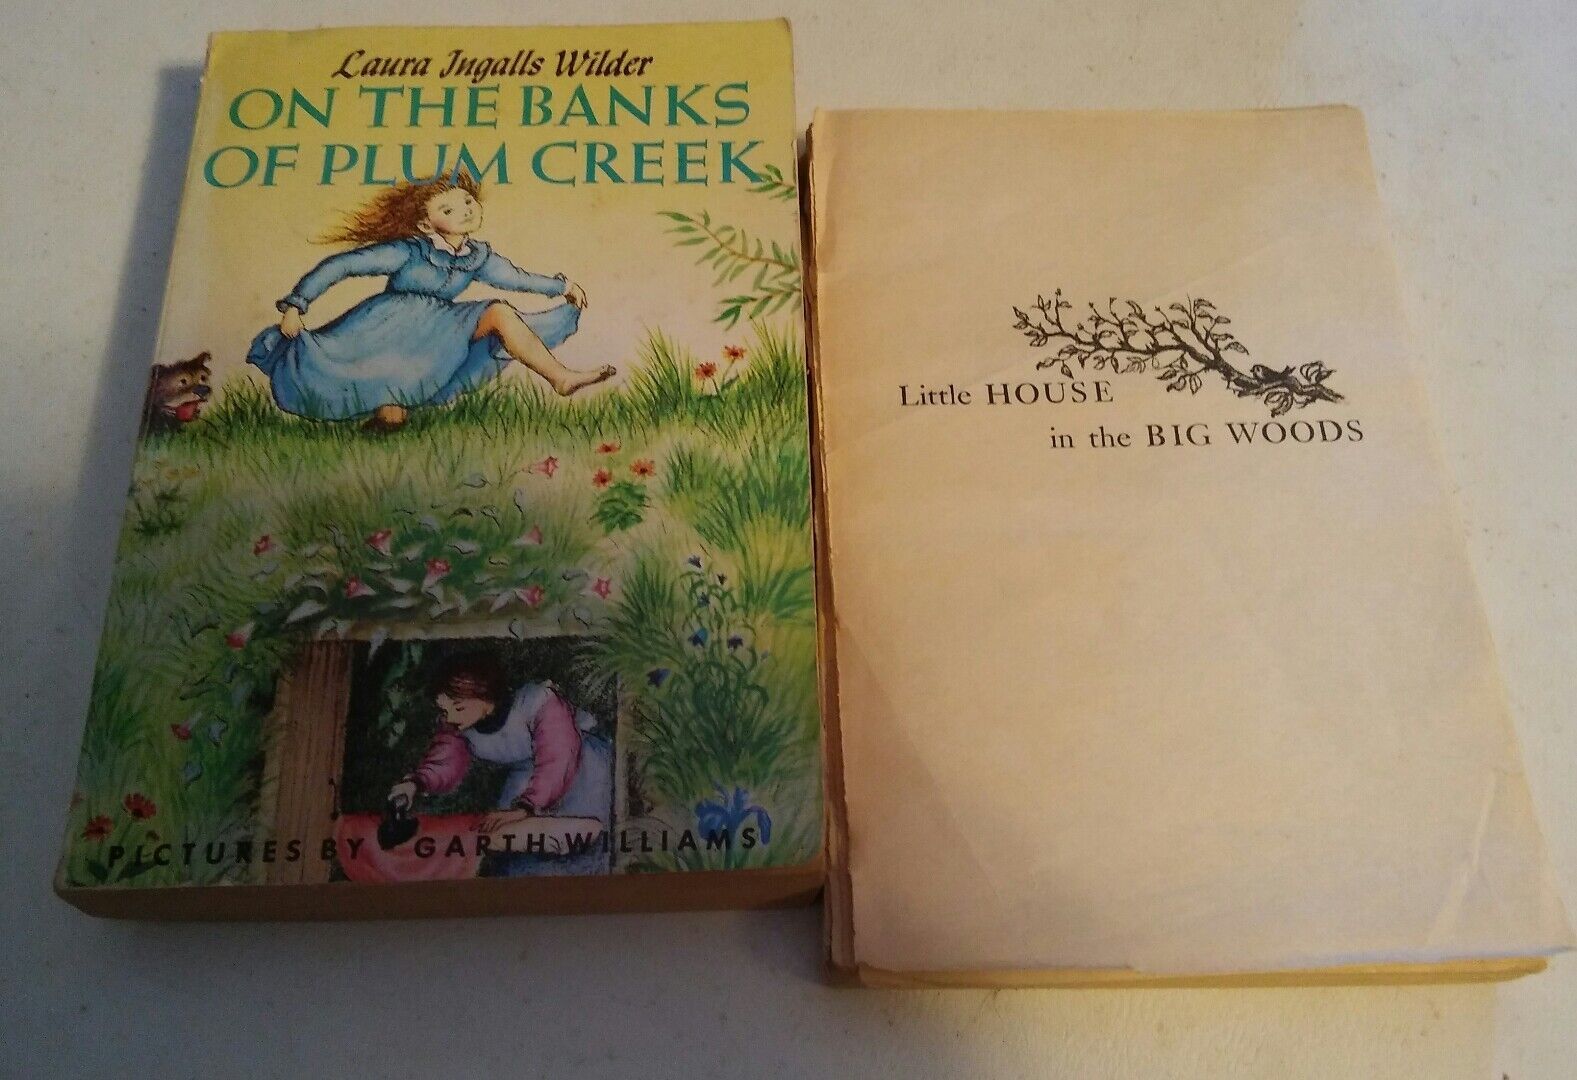 Laura Ingalls Wilder
ON THE BANKS
OF PLUM CREEK
PICTURES BY GARTH WILLIAMS
Little HOUSE
in the BIG WOODS